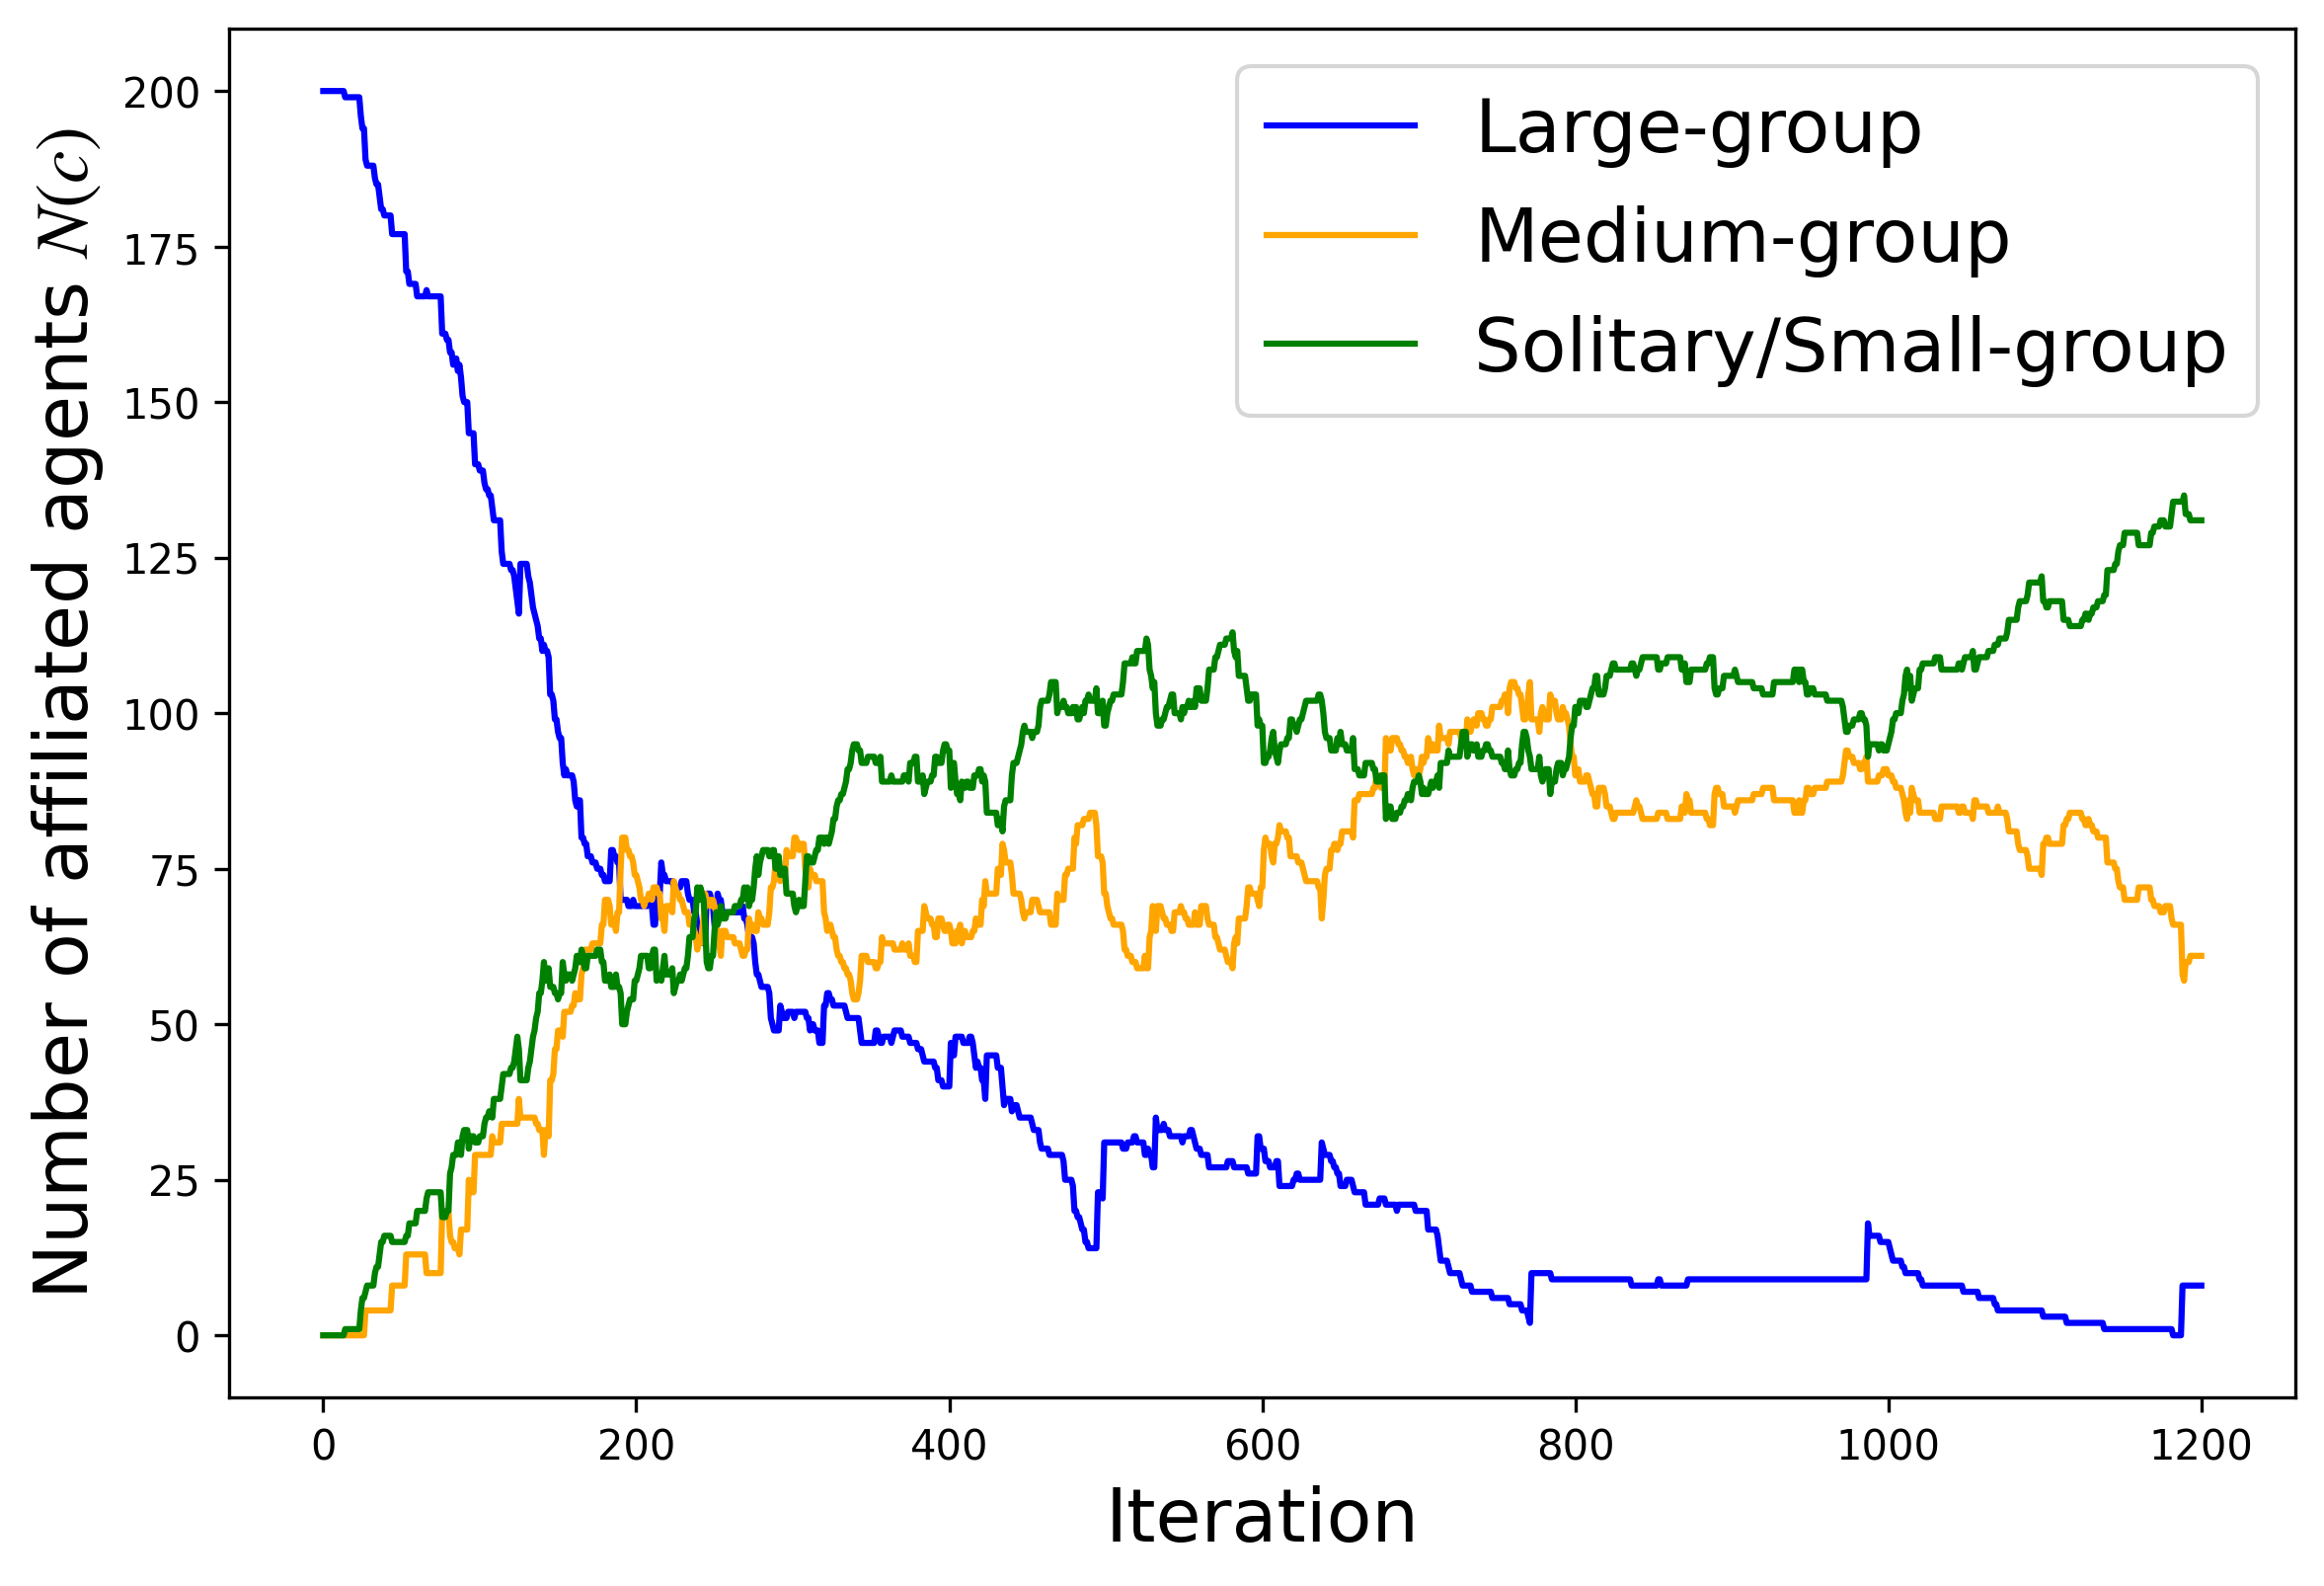 Number of affiliated agents N(c)
200
175
150
125
100
75
50
25
0
Large-group
Medium-group
Solitary/Small-group
0 200 400 600 800 1000 1200
Iteration